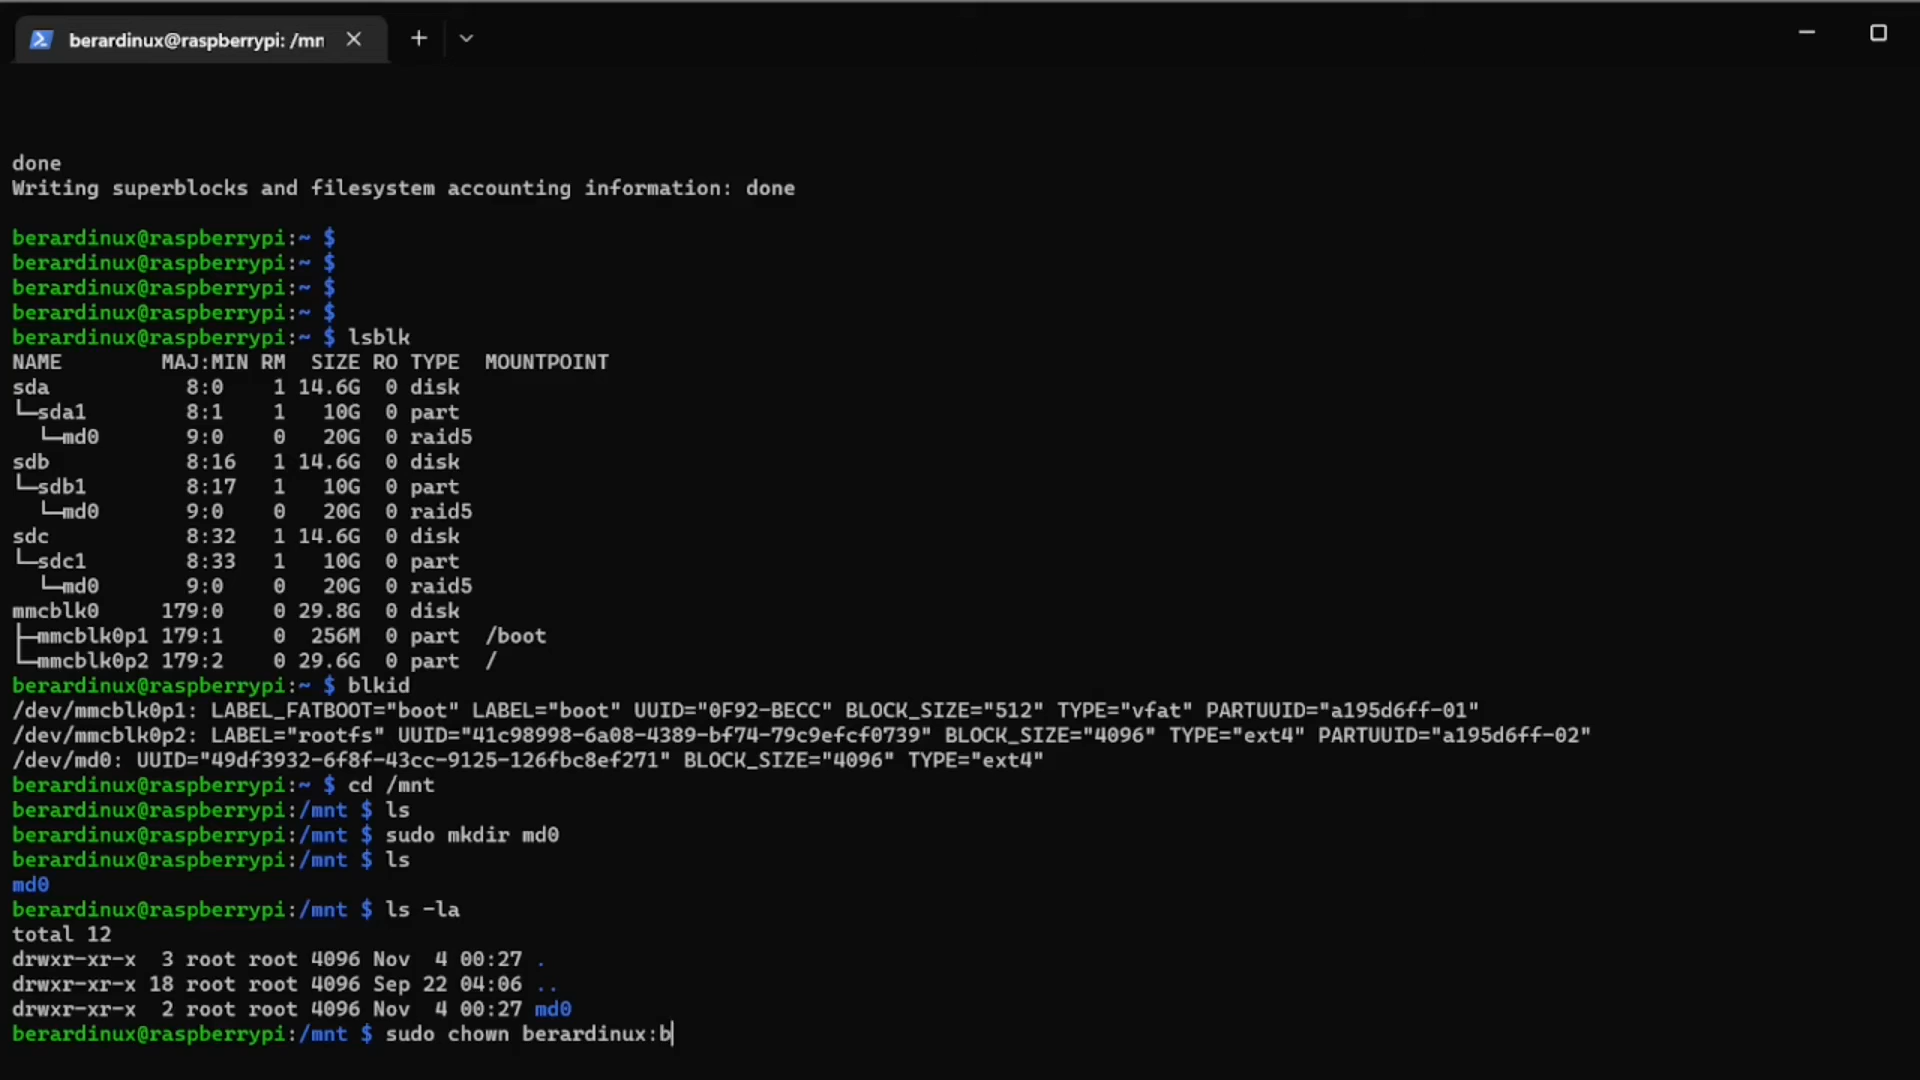 berardinux@raspberrypi: /mn
done
Writing superblocks and filesystem accounting information: done
berardinux@raspberrypi:~ $
berardinux@raspberrypi:~ $
berardinux@raspberrypi:~ $
berardinux@raspberrypi:~ $
berardinux@raspberrypi:~ $ lsblk
NAME        MAJ:MIN RM  SIZE RO TYPE  MOUNTPOINT
sda           8:0    1 14.6G  0 disk
└─sda1        8:1    1   10G  0 part
  └─md0       9:0    0   20G  0 raid5
sdb           8:16   1 14.6G  0 disk
└─sdb1        8:17   1   10G  0 part
  └─md0       9:0    0   20G  0 raid5
sdc           8:32   1 14.6G  0 disk
└─sdc1        8:33   1   10G  0 part
  └─md0       9:0    0   20G  0 raid5
mmcblk0     179:0    0 29.8G  0 disk
├─mmcblk0p1 179:1    0  256M  0 part  /boot
└─mmcblk0p2 179:2    0 29.6G  0 part  /
berardinux@raspberrypi:~ $ blkid
/dev/mmcblk0p1: LABEL_FATBOOT="boot" LABEL="boot" UUID="0F92-BECC" BLOCK_SIZE="512" TYPE="vfat" PARTUUID="a195d6ff-01"
/dev/mmcblk0p2: LABEL="rootfs" UUID="41c98998-6a08-4389-bf74-79c9efcf0739" BLOCK_SIZE="4096" TYPE="ext4" PARTUUID="a195d6ff-02"
/dev/md0: UUID="49df3932-6f8f-43cc-9125-126fbc8ef271" BLOCK_SIZE="4096" TYPE="ext4"
berardinux@raspberrypi:~ $ cd /mnt
berardinux@raspberrypi:/mnt $ ls
berardinux@raspberrypi:/mnt $ sudo mkdir md0
berardinux@raspberrypi:/mnt $ ls
md0
berardinux@raspberrypi:/mnt $ ls -la
total 12
drwxr-xr-x  3 root root 4096 Nov  4 00:27 .
drwxr-xr-x 18 root root 4096 Sep 22 04:06 ..
drwxr-xr-x  2 root root 4096 Nov  4 00:27 md0
berardinux@raspberrypi:/mnt $ sudo chown berardinux:b